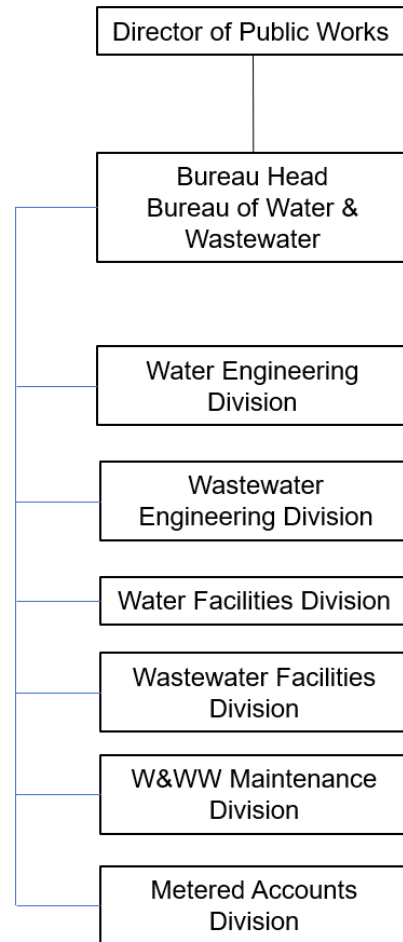 Director of Public Works
Bureau Head
Bureau of Water &
Wastewater
Water Engineering
Division
Wastewater
Engineering Division
Water Facilities Division
Wastewater Facilities
Division
W&WW Maintenance
Division
Metered Accounts
Division